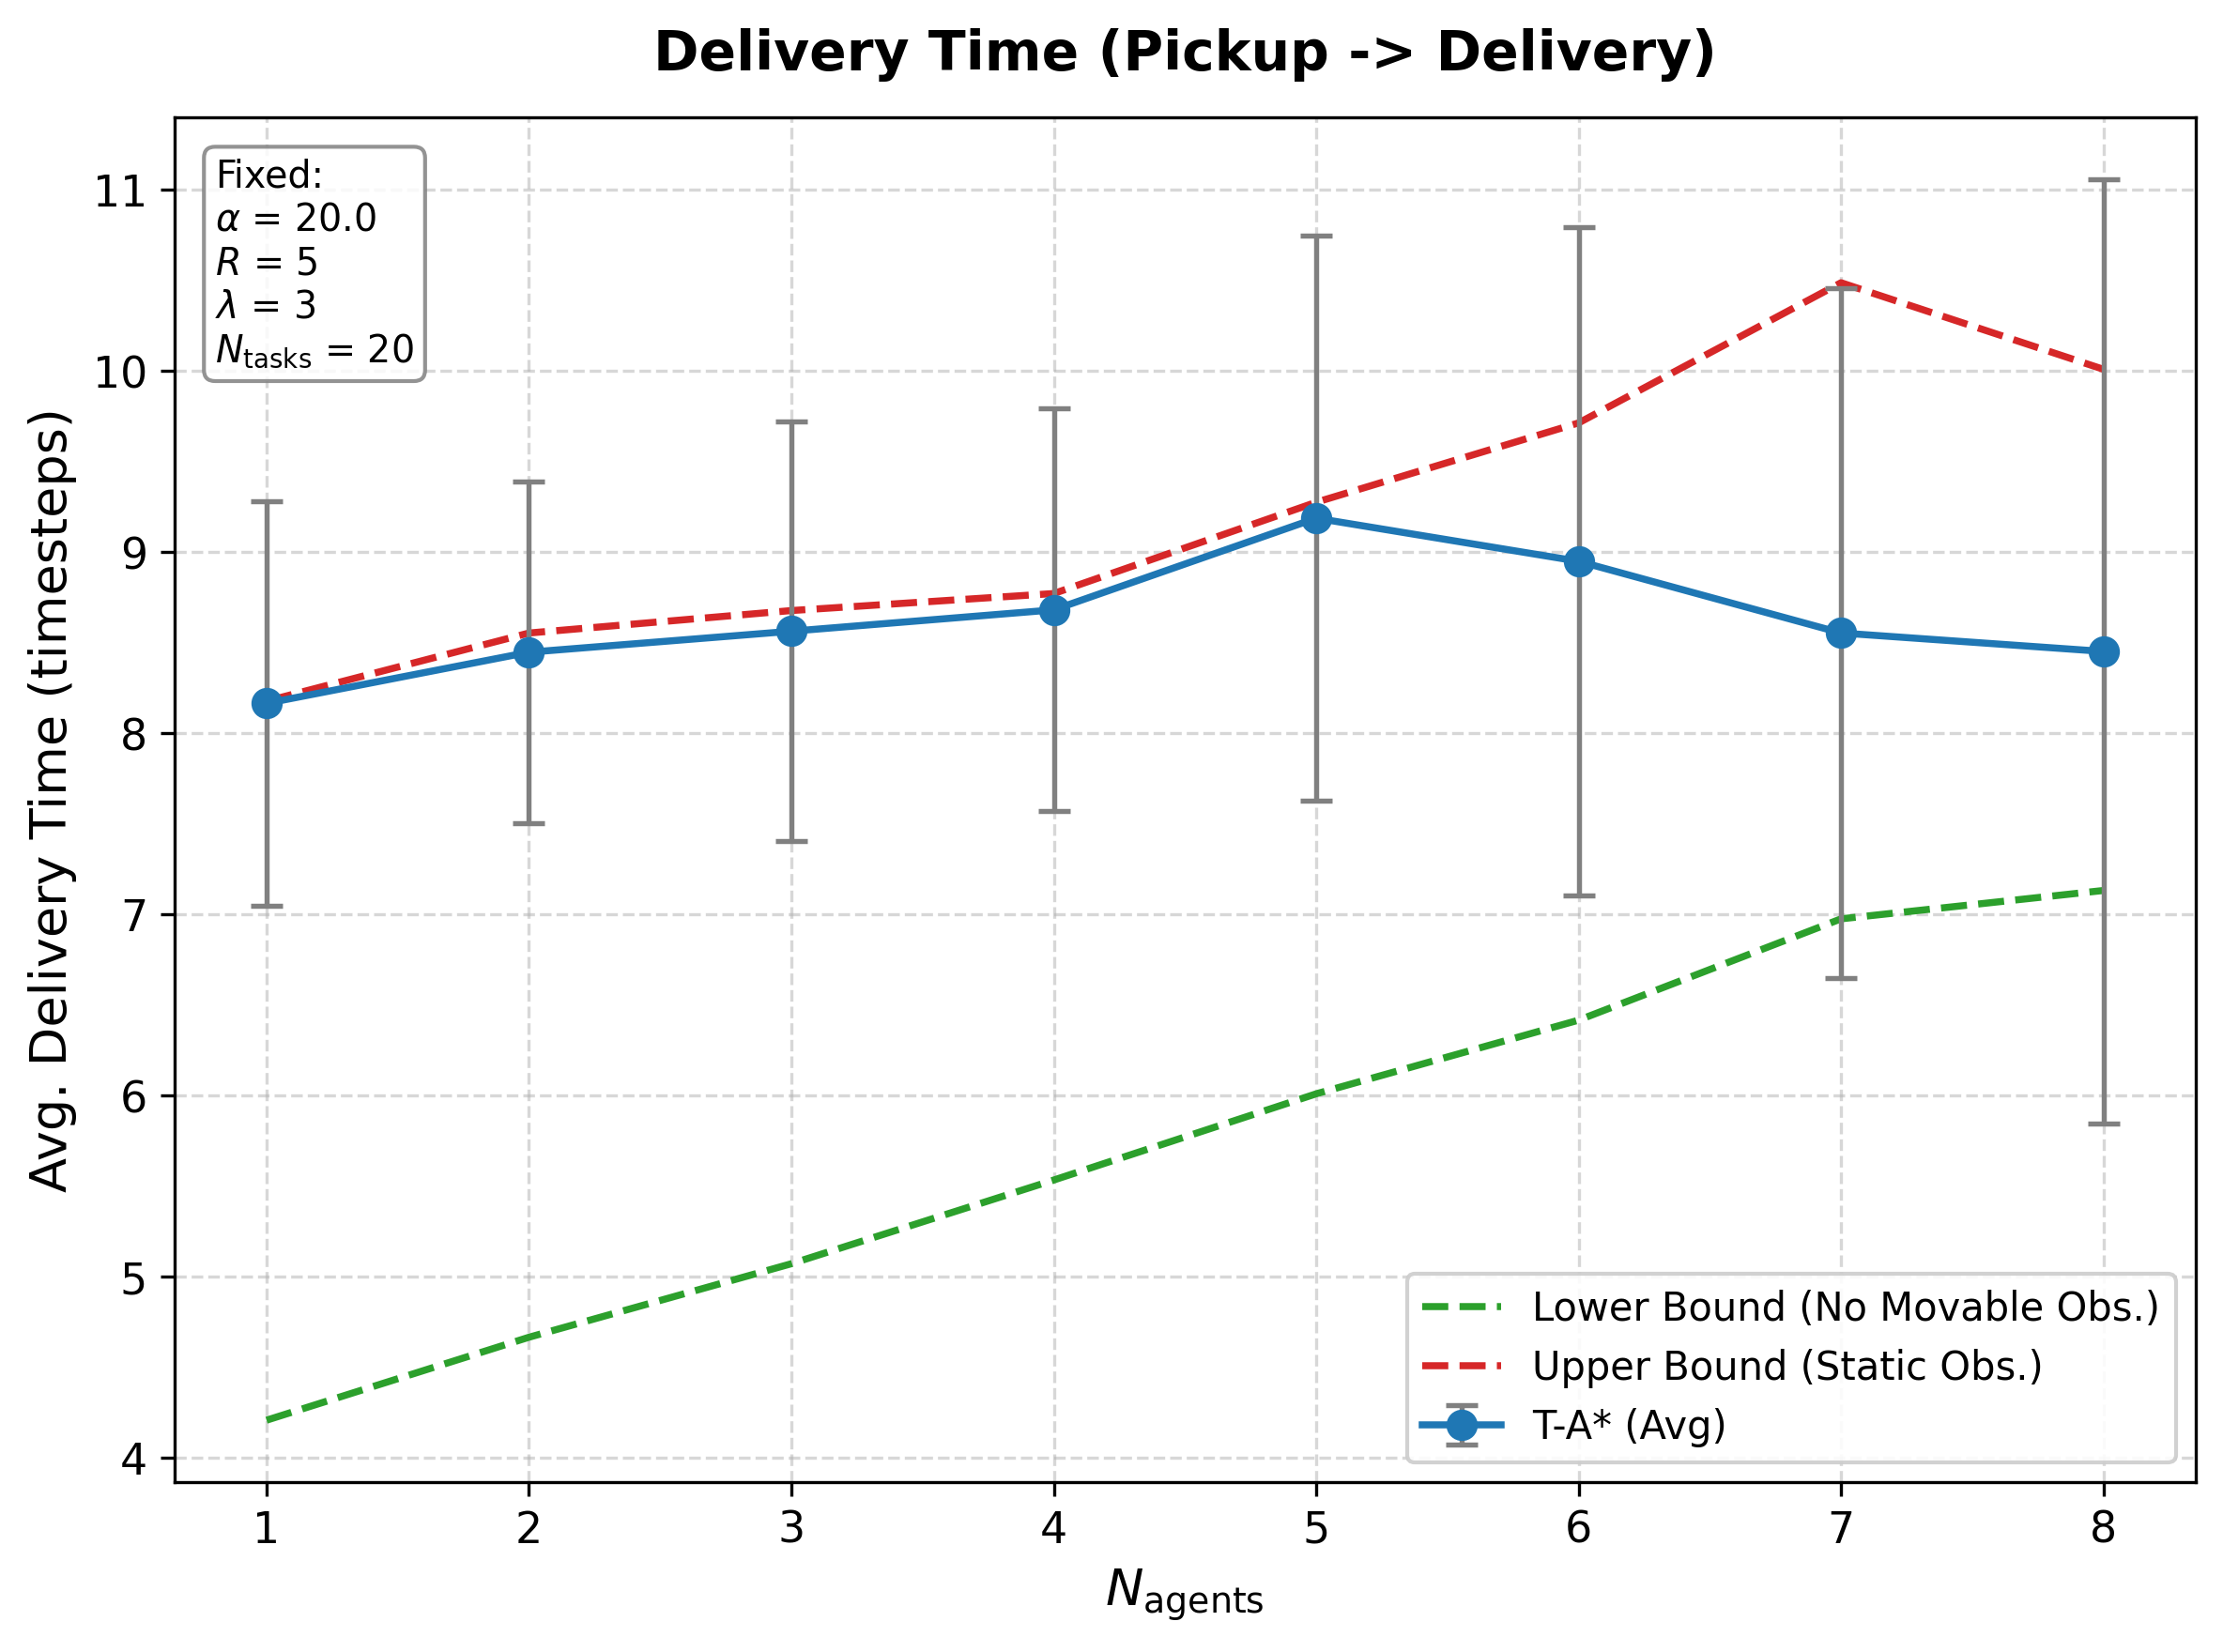 Delivery Time (Pickup -> Delivery)
Avg. Delivery Time (timesteps)
11
10
9
8
7
6
5
4
Fixed:
α = 20.0
R = 5
λ = 3
N_tasks = 20
Lower Bound (No Movable Obs.)
Upper Bound (Static Obs.)
T-A* (Avg)
1 2 3 4 5 6 7 8
N_agents